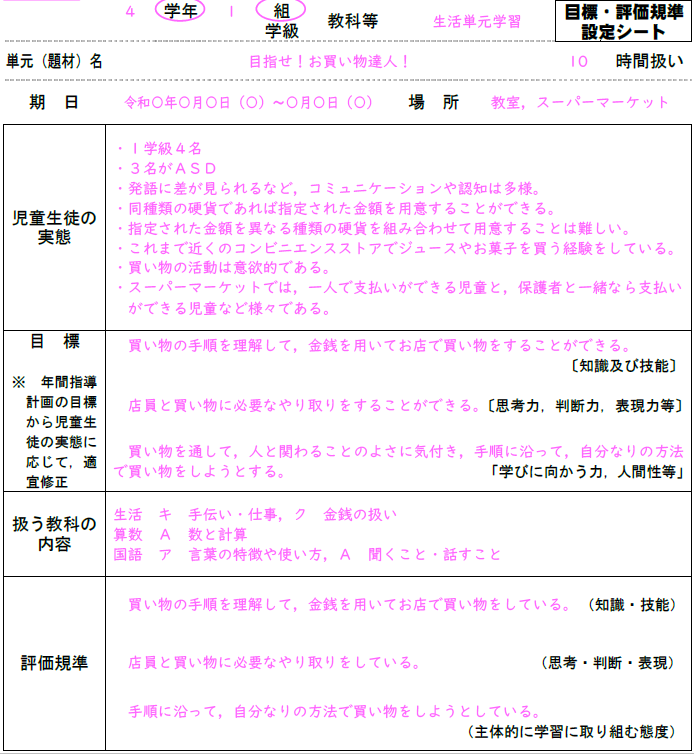 4 学年 1 組 教科等 生活単元学習 目標・評価規準
学級 設定シート
単元(題材)名 目指せ!お買い物達人! 10 時間扱い
期 日 令和〇年〇月〇日(〇)~〇月〇日(〇) 場 所 教室,スーパーマーケット
児童生徒の
実態
・1学級4名
・3名がASD
・発語に差が見られるなど,コミュニケーションや認知は多様。
・同種類の硬貨であれば指定された金額を用意することができる。
・指定された金額を異なる種類の硬貨を組み合わせて用意することは難しい。
・これまで近くのコンビニエンスストアでジュースやお菓子を買う経験をしている。
・買い物の活動は意欲的である。
・スーパーマーケットでは,一人で支払いができる児童と,保護者と一緒なら支払い
ができる児童など様々である。
目 標
※ 年間指導
計画の目標
から児童生
徒の実態に
応じて,適
宜修正
買い物の手順を理解して,金銭を用いてお店で買い物をすることができる。
〔知識及び技能〕
店員と買い物に必要なやり取りをすることができる。〔思考力,判断力,表現力等〕
買い物を通して,人と関わることのよさに気付き,手順に沿って,自分なりの方法
で買い物をしようとする。 「学びに向かう力,人間性等」
扱う教科の
内容
生活 キ 手伝い・仕事,ク 金銭の扱い
算数 A 数と計算
国語 ア 言葉の特徴や使い方,A 聞くこと・話すこと
評価規準
買い物の手順を理解して,金銭を用いてお店で買い物をしている。 (知識・技能)
店員と買い物に必要なやり取りをしている。 (思考・判断・表現)
手順に沿って,自分なりの方法で買い物をしようとしている。
(主体的に学習に取り組む態度)